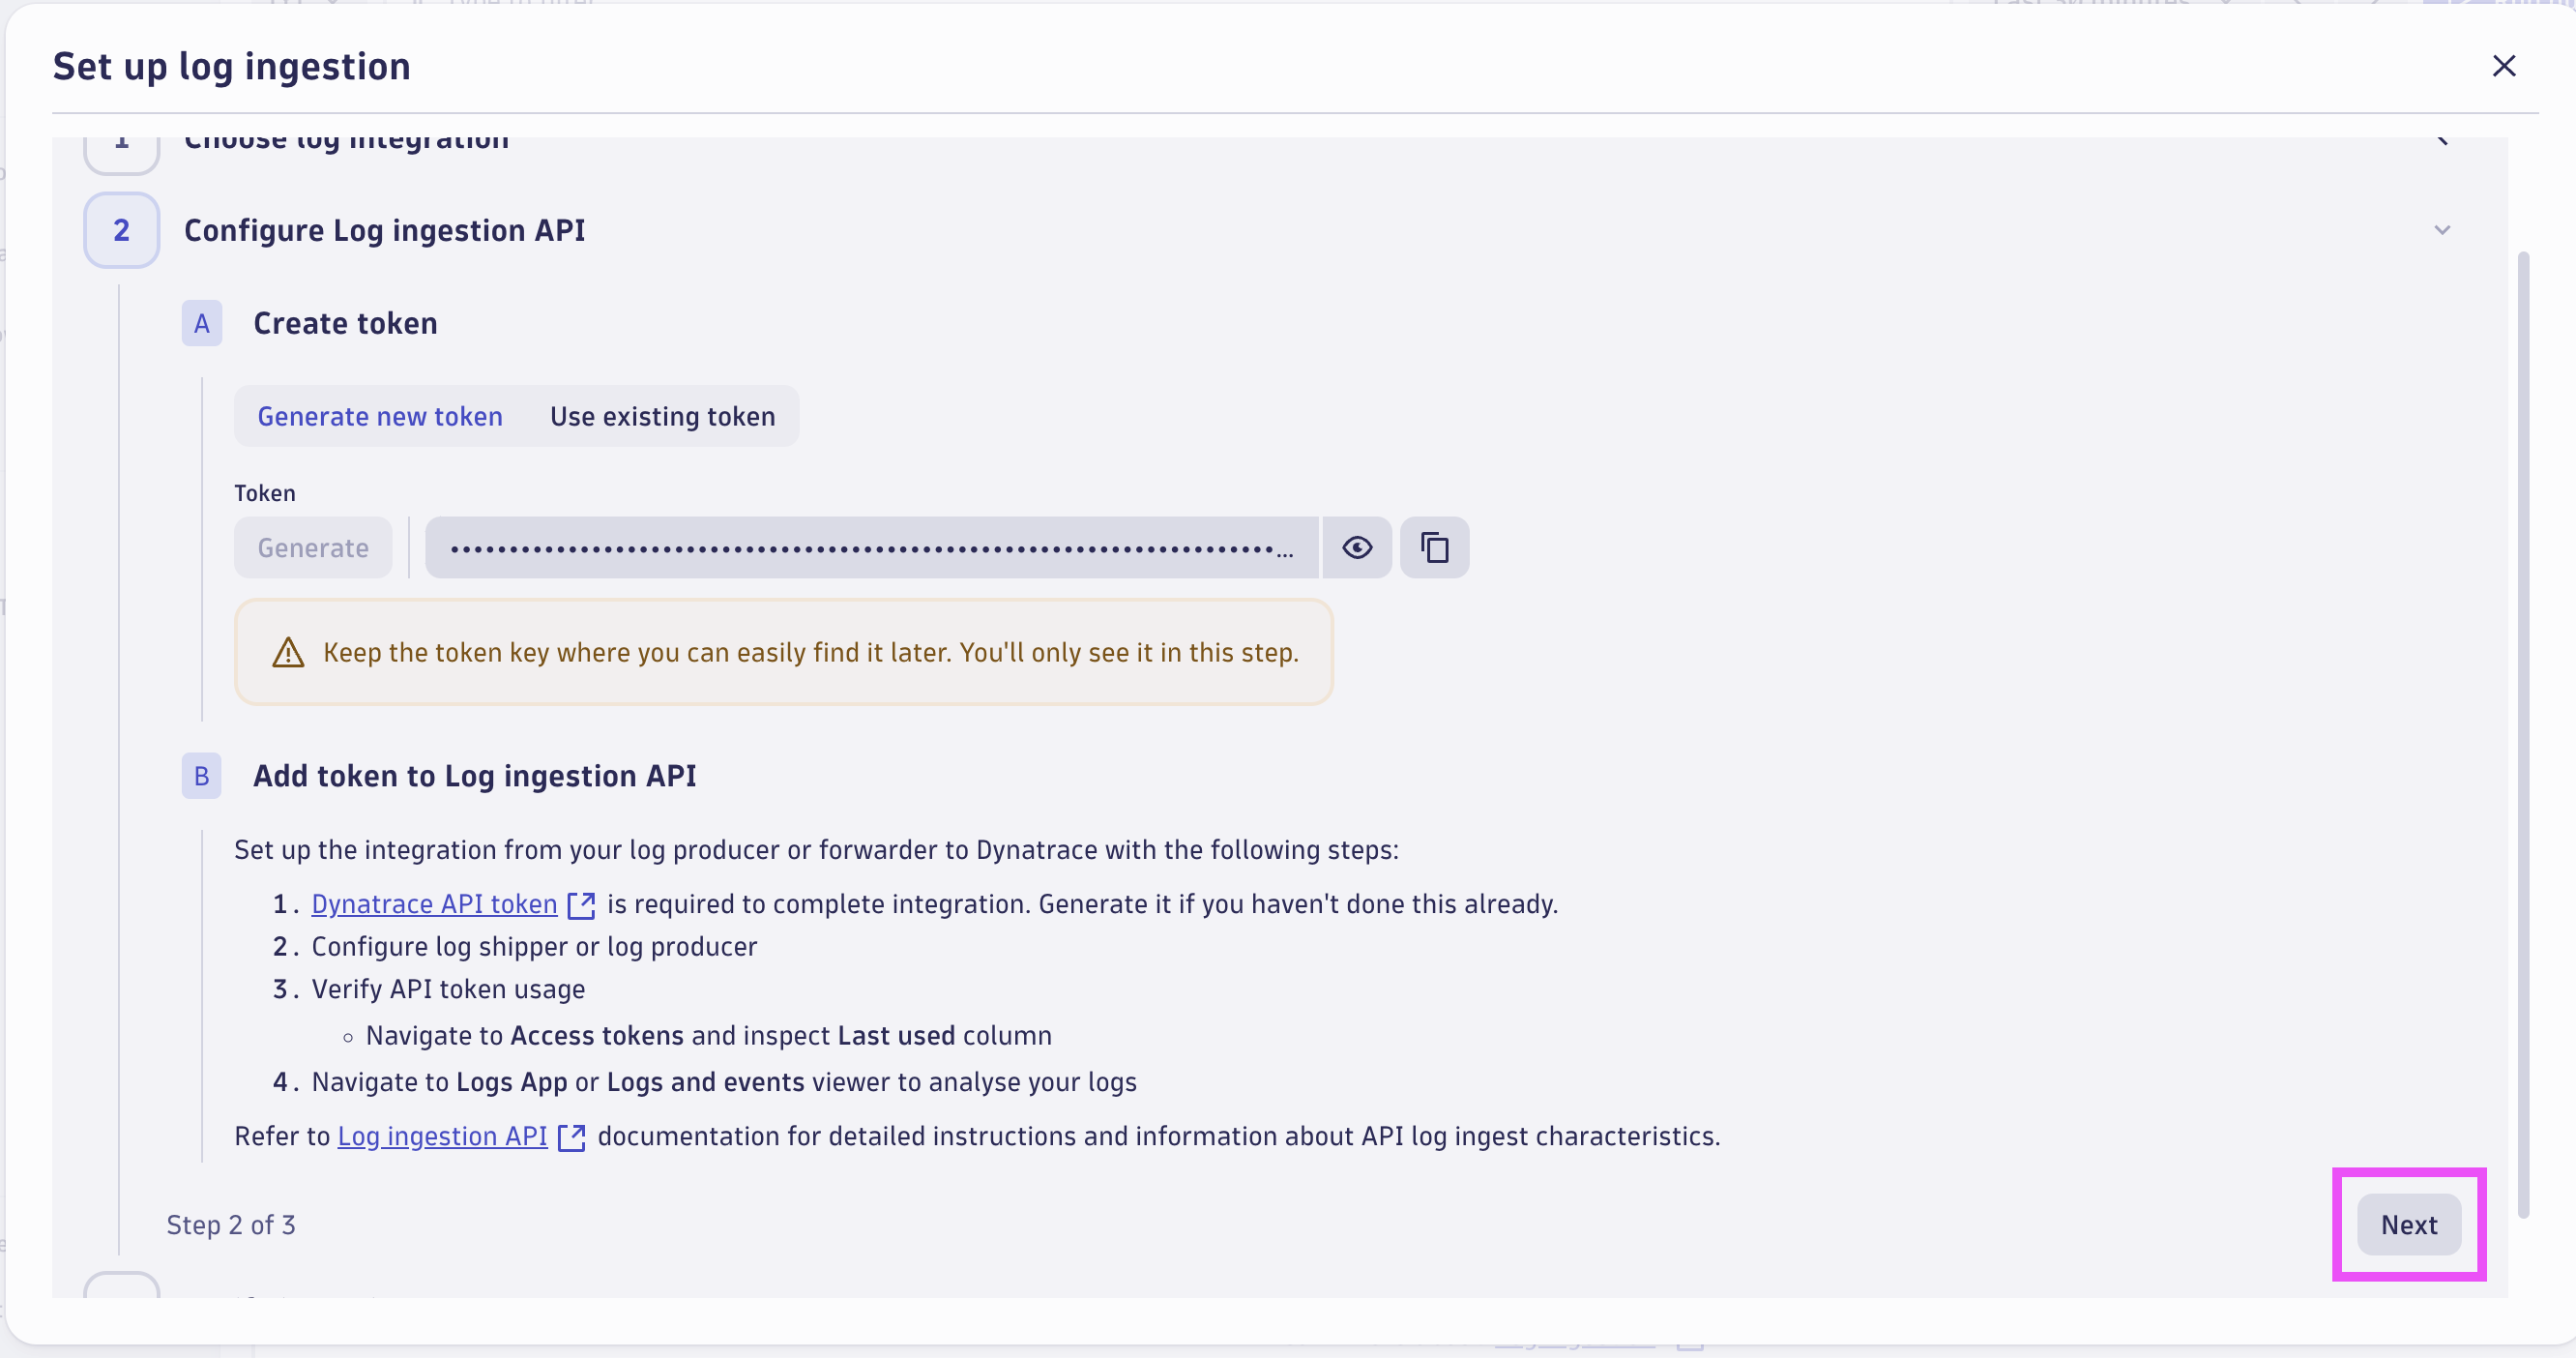 Set up log ingestion
1 Choose log integration
2 Configure Log ingestion API
A Create token
Generate new token Use existing token
Token
Generate ••••••••••••••••••••••••••••••••••••••••••••••••••••••••••••••••••••••...
Keep the token key where you can easily find it later. You'll only see it in this step.
B Add token to Log ingestion API
Set up the integration from your log producer or forwarder to Dynatrace with the following steps:
1. Dynatrace API token is required to complete integration. Generate it if you haven't done this already.
2. Configure log shipper or log producer
3. Verify API token usage
◦ Navigate to Access tokens and inspect Last used column
4. Navigate to Logs App or Logs and events viewer to analyse your logs
Refer to Log ingestion API documentation for detailed instructions and information about API log ingest characteristics.
Step 2 of 3
Next